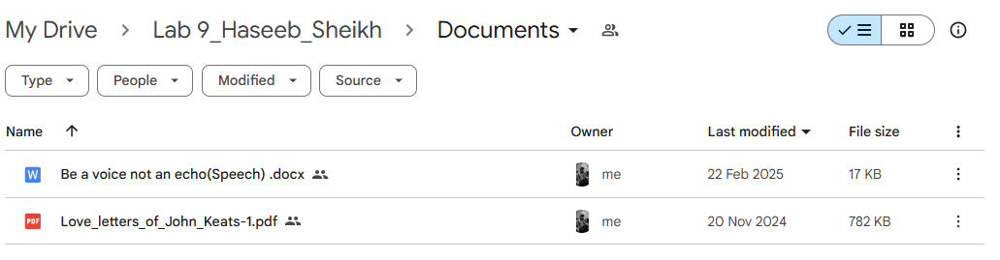 My Drive > Lab 9_Haseeb_Sheikh > Documents
Type People Modified Source
Name Owner Last modified File size
W Be a voice not an echo(Speech) .docx me 22 Feb 2025 17 KB
PDF Love_letters_of_John_Keats-1.pdf me 20 Nov 2024 782 KB